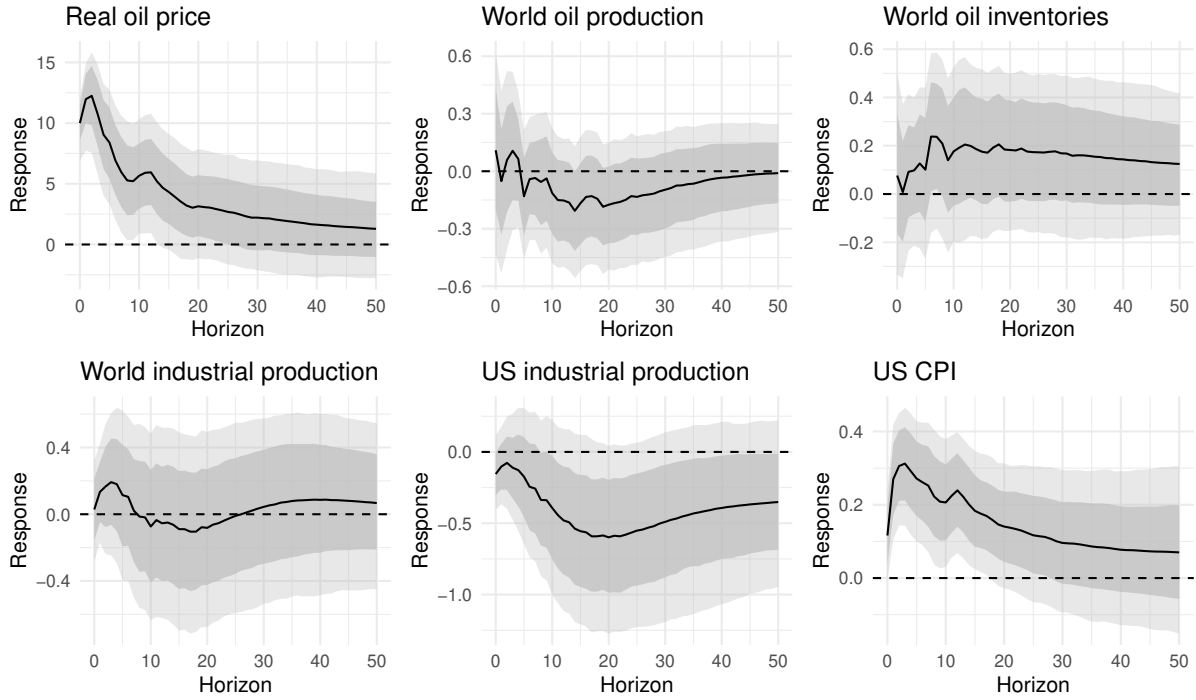 Real oil price
World oil production
World oil inventories
Response
15
10
5
0
0 10 20 30 40 50
Horizon
Response
0.6
0.3
0.0
−0.3
−0.6
0 10 20 30 40 50
Horizon
Response
0.6
0.4
0.2
0.0
−0.2
0 10 20 30 40 50
Horizon
World industrial production
US industrial production
US CPI
Response
0.4
0.0
−0.4
0 10 20 30 40 50
Horizon
Response
0.0
−0.5
−1.0
0 10 20 30 40 50
Horizon
Response
0.4
0.2
0.0
0 10 20 30 40 50
Horizon